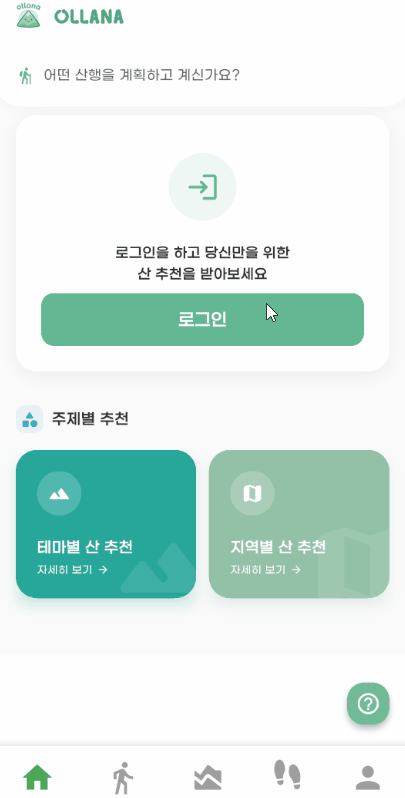 ollana
OLLANA
어떤 산행을 계획하고 계신가요?
로그인을 하고 당신만을 위한
산 추천을 받아보세요
로그인
주제별 추천
테마별 산 추천
자세히 보기 →
지역별 산 추천
자세히 보기 →